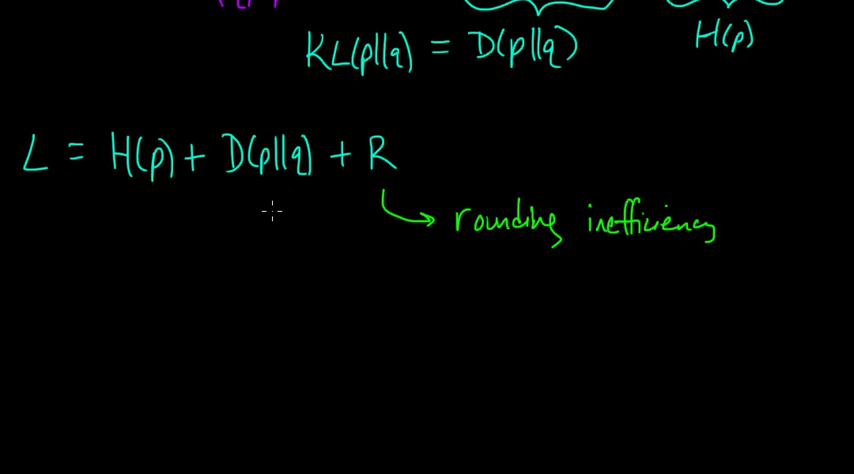 KL(p||q) = D(p||q)
H(p)
L = H(p) + D(p||q) + R
rounding inefficiency